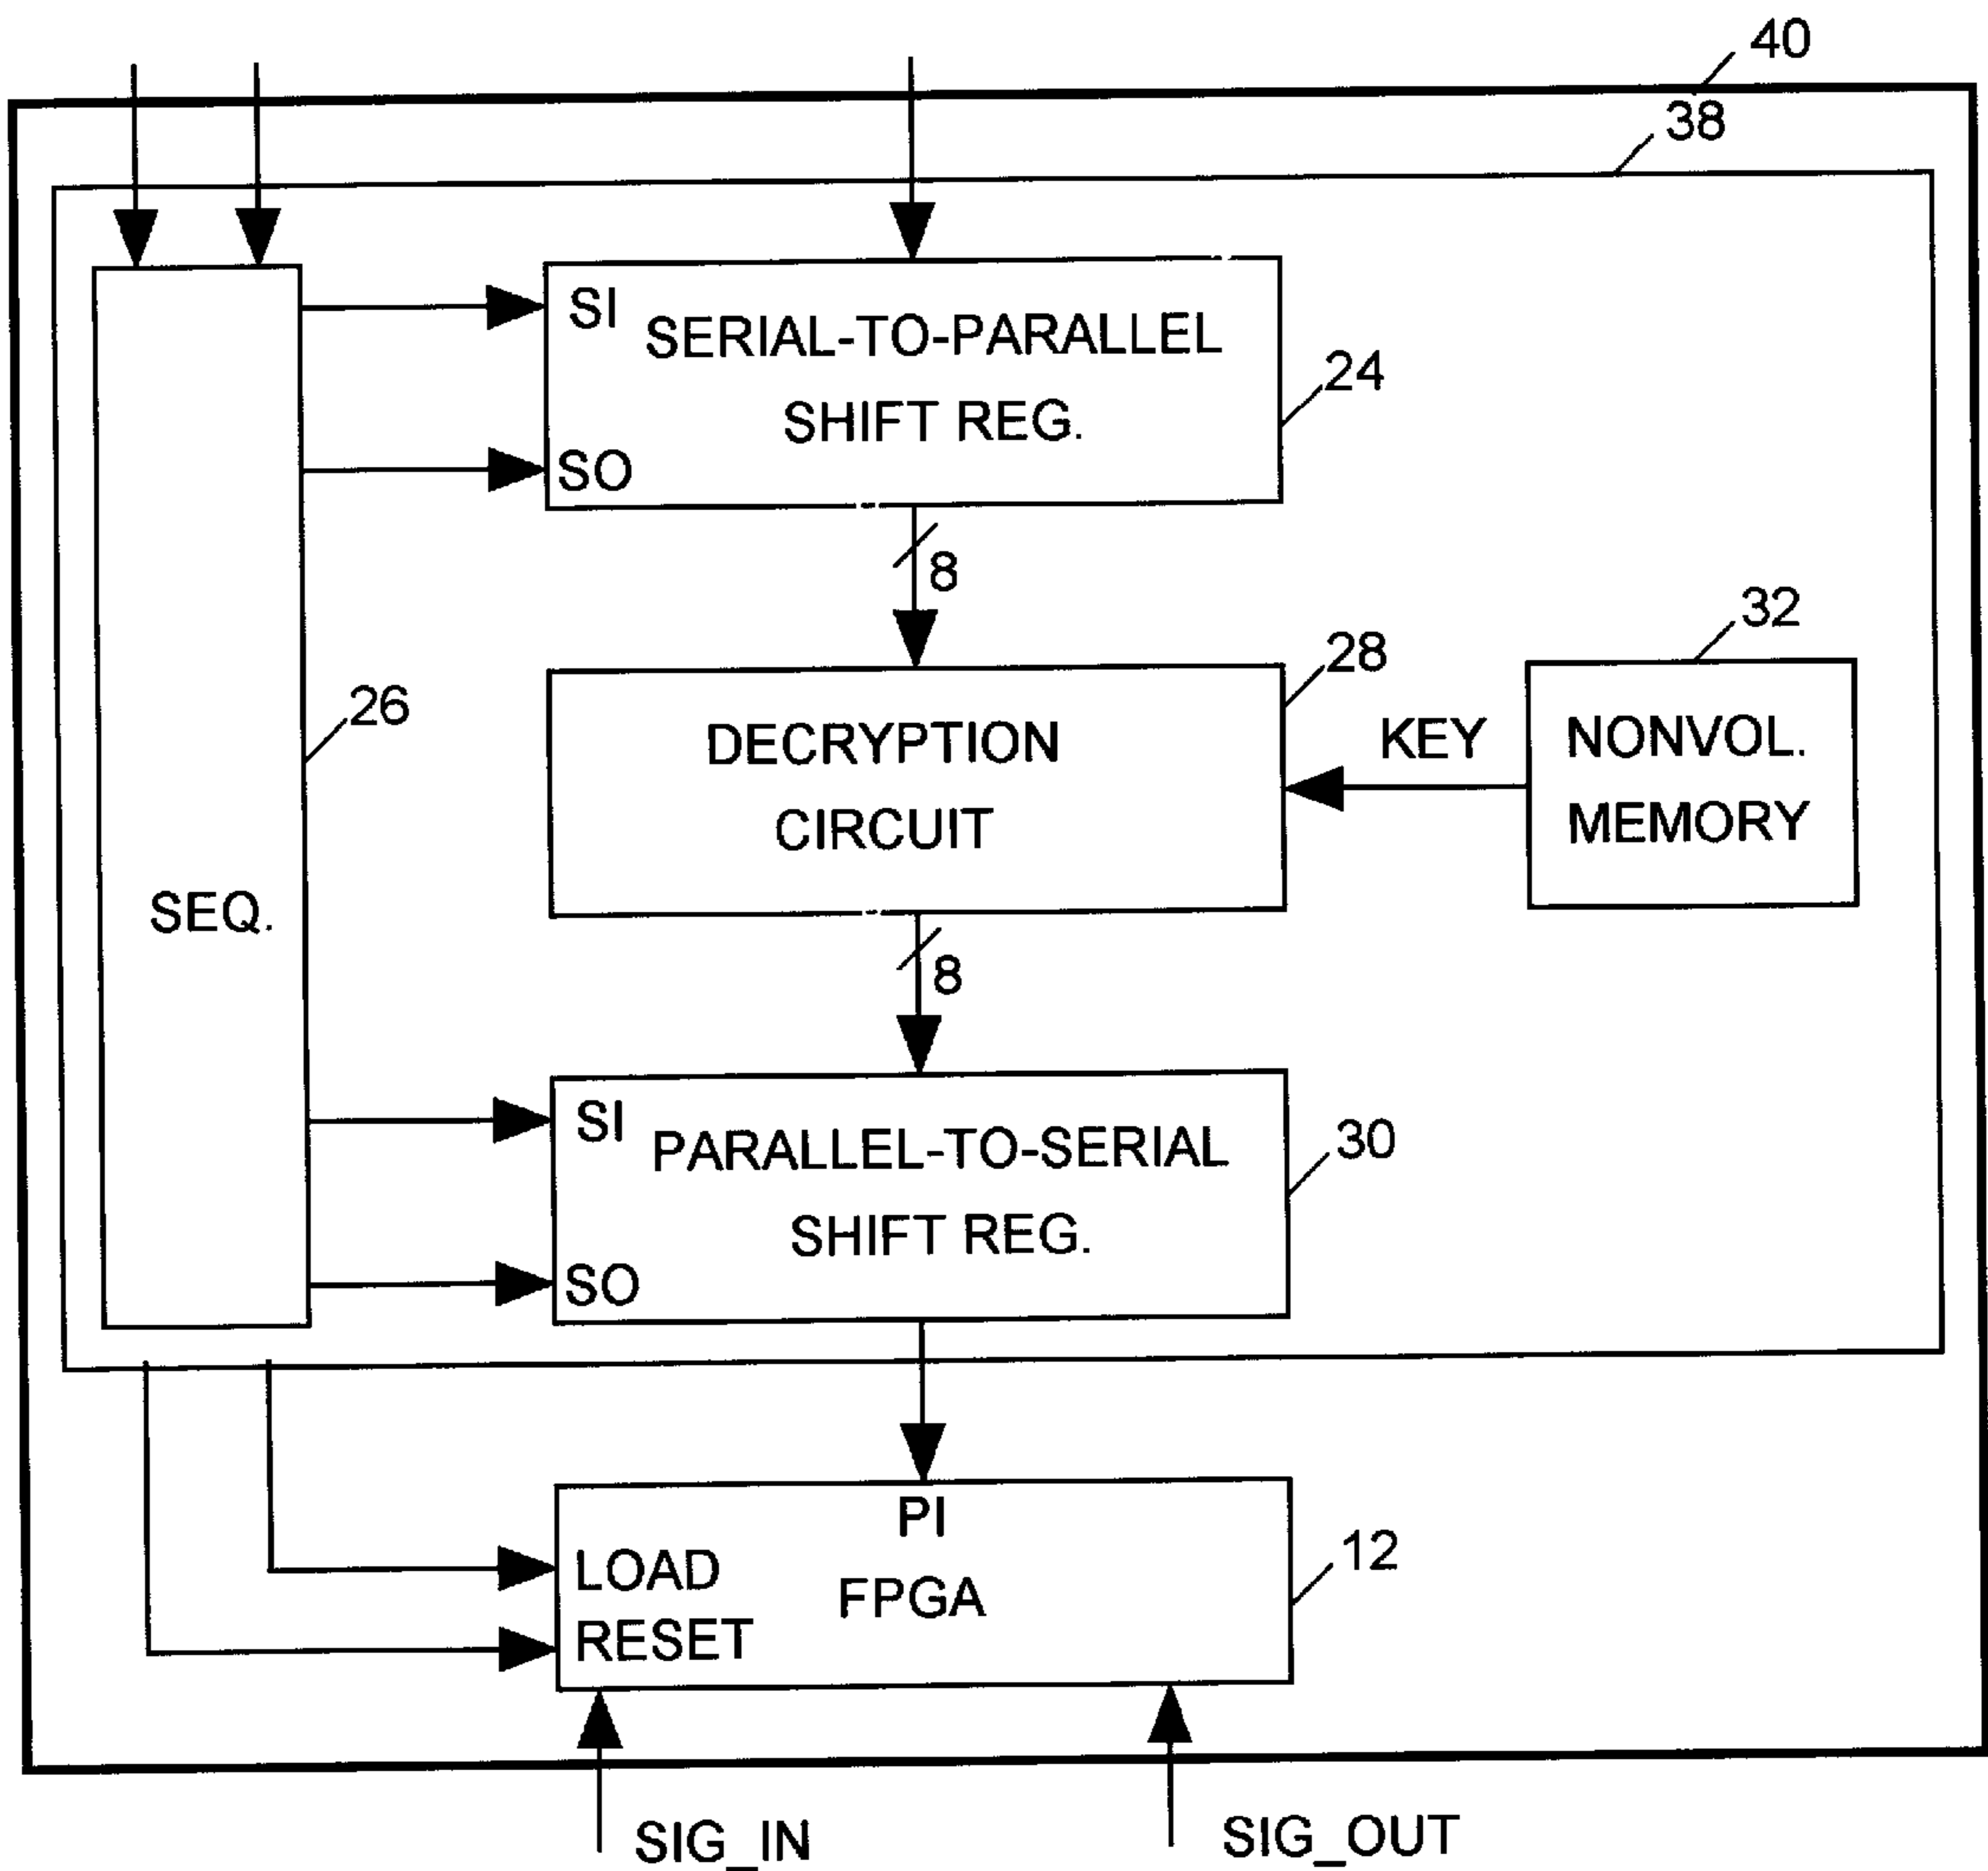 40
38
SI
SERIAL-TO-PARALLEL
SHIFT REG.
24
SO
8
32
28
26
DECRYPTION
CIRCUIT
KEY
NONVOL.
MEMORY
SEQ.
8
SI
PARALLEL-TO-SERIAL
SHIFT REG.
30
SO
PI
LOAD
FPGA
RESET
12
SIG_IN
SIG_OUT